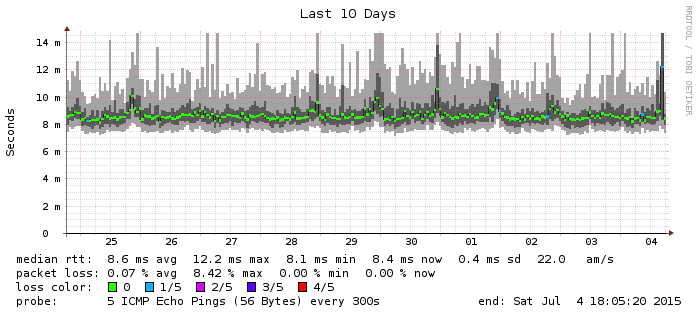 Last 10 Days
RRDTOOL / TOBI OETIKER
Seconds
14 m
12 m
10 m
8 m
6 m
4 m
2 m
0
25 26 27 28 29 30 01 02 03 04
median rtt: 8.6 ms avg 12.2 ms max 8.1 ms min 8.4 ms now 0.4 ms sd 22.0 am/s
packet loss: 0.07 % avg 8.42 % max 0.00 % min 0.00 % now
loss color: 0 1/5 2/5 3/5 4/5
probe: 5 ICMP Echo Pings (56 Bytes) every 300s end: Sat Jul 4 18:05:20 2015